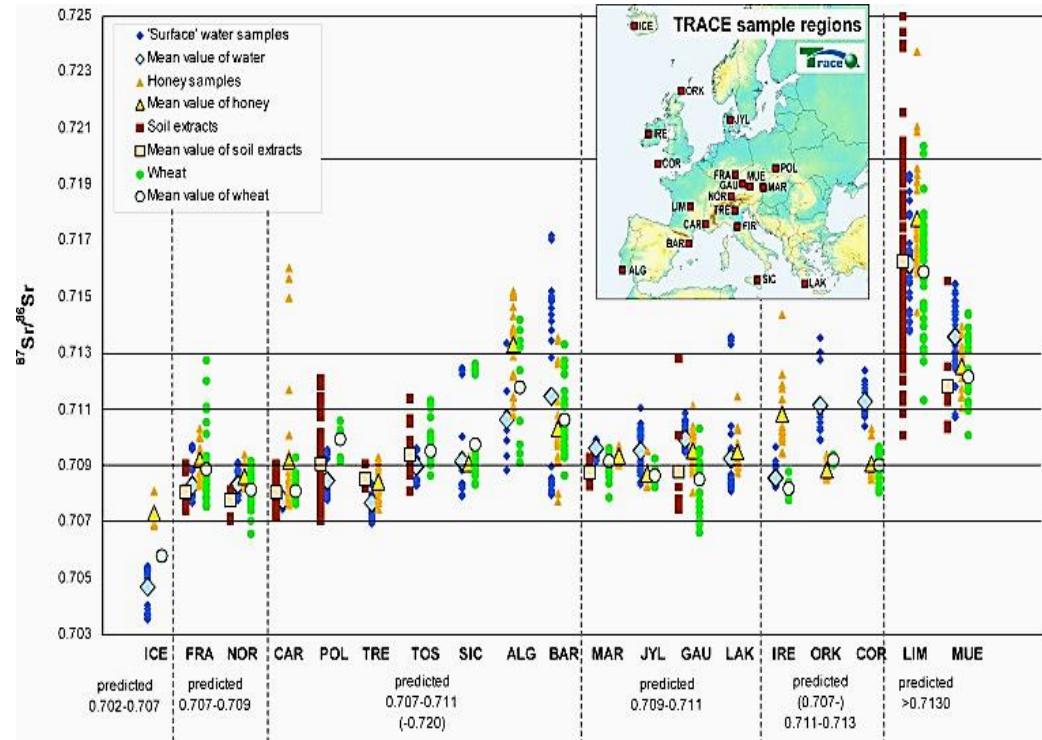 0.725
0.723
0.721
0.719
0.717
0.715
0.713
0.711
0.709
0.707
0.705
0.703
⁸⁷Sr/⁸⁶Sr
'Surface' water samples
Mean value of water
Honey samples
Mean value of honey
Soil extracts
Mean value of soil extracts
Wheat
Mean value of wheat
TRACE sample regions
Trace
ICE
ORK
JYL
IRE
COR
POL
FRA
MUE
GAU
MAR
NOR
LIM
TRE
CAR
FIR
BAR
ALG
SIC
LAK
ICE FRA NOR CAR POL TRE TOS SIC ALG BAR MAR JYL GAU LAK IRE ORK COR LIM MUE
predicted
0.702-0.707
predicted
0.707-0.709
predicted
0.707-0.711
(-0.720)
predicted
0.709-0.711
predicted
(0.707-)
0.711-0.713
predicted
>0.7130